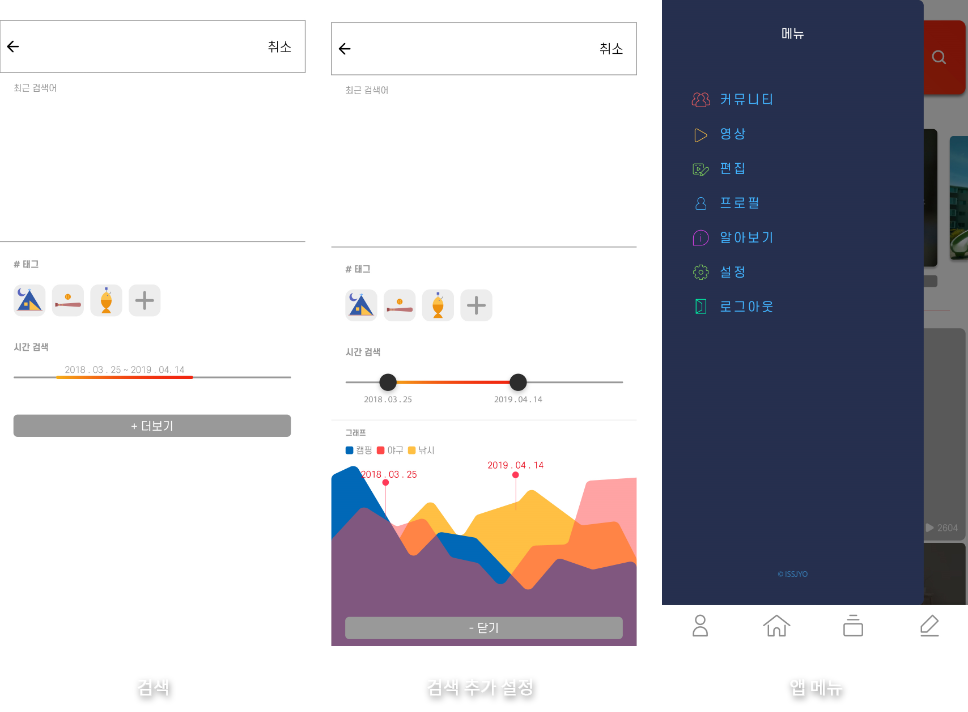 취소
최근 검색어
# 태그
시간 검색
2018 . 03 . 25 ~ 2019 . 04. 14
+ 더보기
검색
취소
최근 검색어
# 태그
시간 검색
2018 . 03 . 25
2019 . 04 . 14
그래프
캠핑 야구 낚시
2019 . 04 . 14
2018 . 03 . 25
- 닫기
검색 추가 설정
메뉴
커뮤니티
영상
편집
프로필
알아보기
설정
로그아웃
2604
© ISSJYO
앱 메뉴